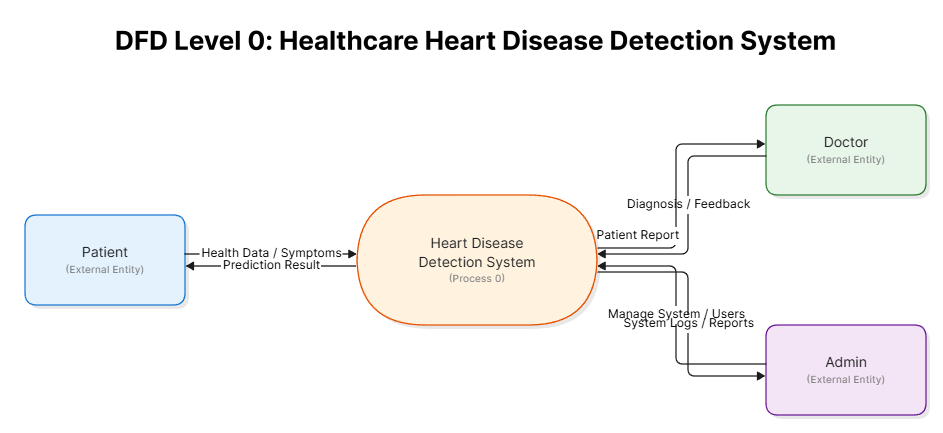 DFD Level 0: Healthcare Heart Disease Detection System
Doctor
(External Entity)
Diagnosis / Feedback
Patient Report
Patient
(External Entity)
Health Data / Symptoms
Prediction Result
Heart Disease
Detection System
(Process 0)
Manage System / Users
System Logs / Reports
Admin
(External Entity)